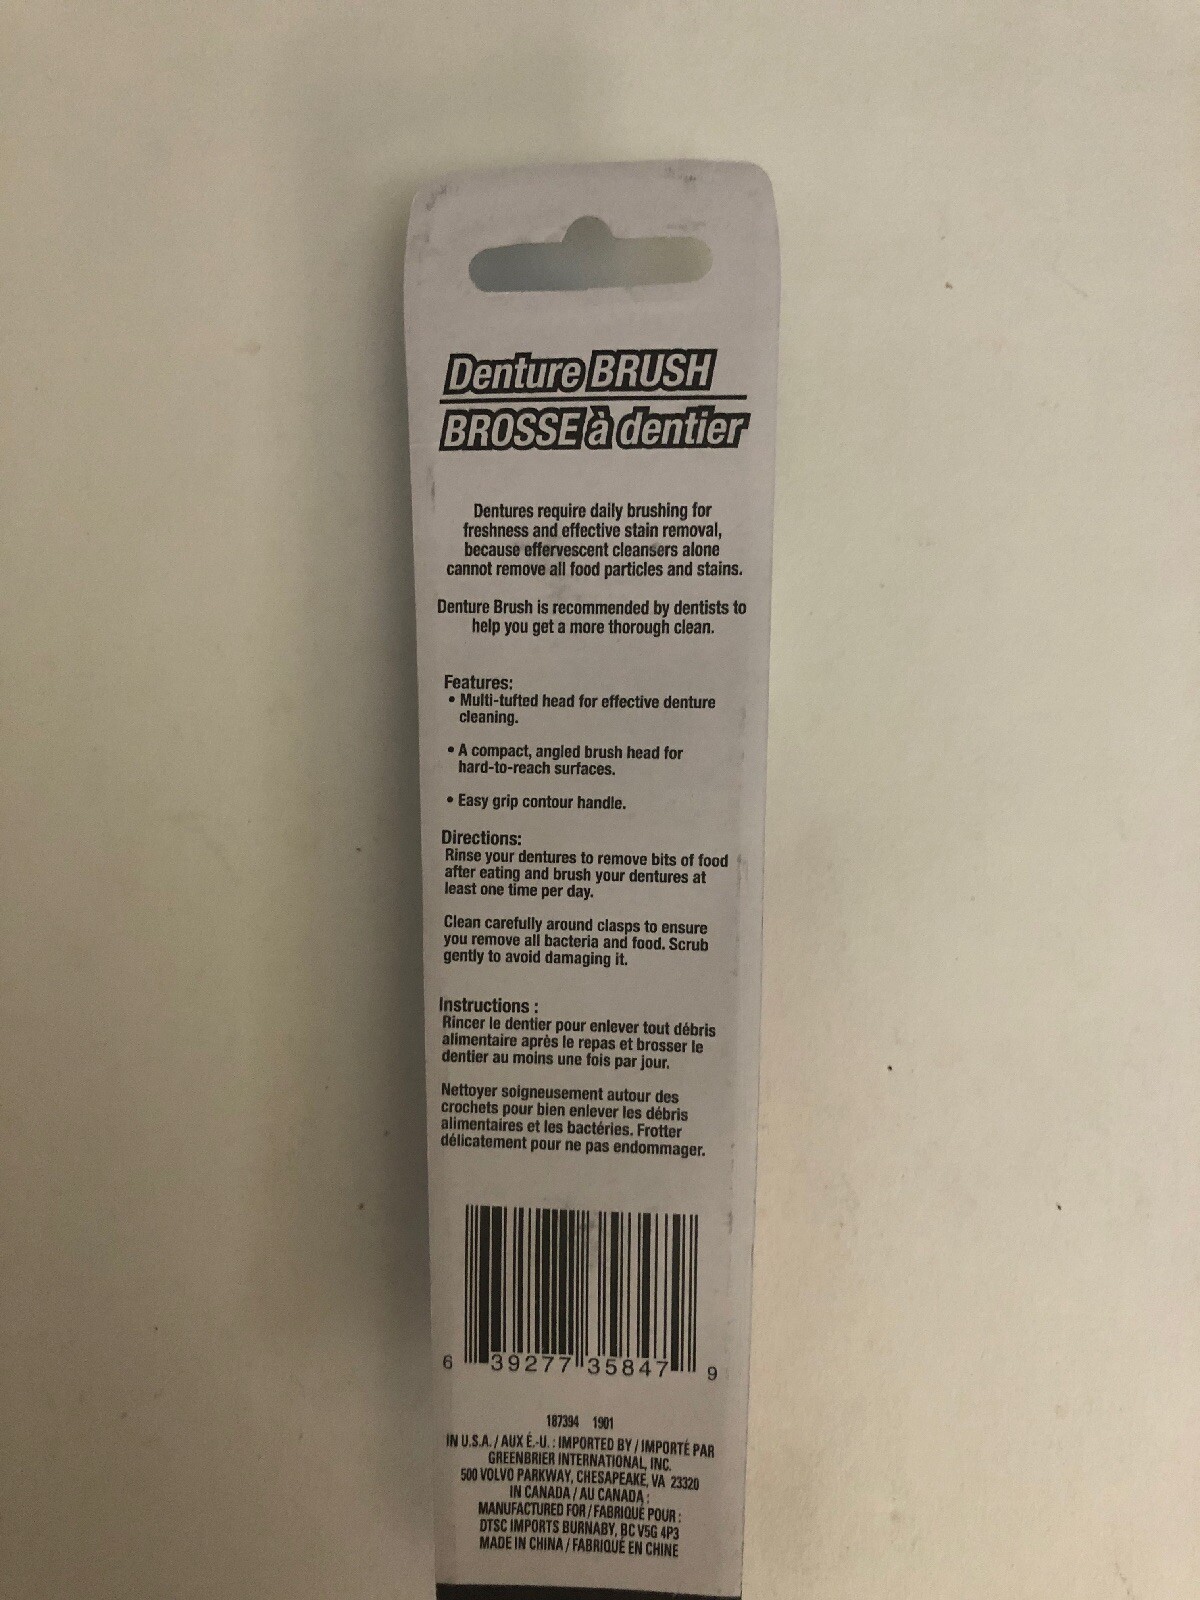 Denture BRUSH
BROSSE à dentier
Dentures require daily brushing for
freshness and effective stain removal,
because effervescent cleansers alone
cannot remove all food particles and stains.
Denture Brush is recommended by dentists to
help you get a more thorough clean.
Features:
• Multi-tufted head for effective denture
cleaning.
• A compact, angled brush head for
hard-to-reach surfaces.
• Easy grip contour handle.
Directions:
Rinse your dentures to remove bits of food
after eating and brush your dentures at
least one time per day.
Clean carefully around clasps to ensure
you remove all bacteria and food. Scrub
gently to avoid damaging it.
Instructions :
Rincer le dentier pour enlever tout débris
alimentaire après le repas et brosser le
dentier au moins une fois par jour.
Nettoyer soigneusement autour des
crochets pour bien enlever les débris
alimentaires et les bactéries. Frotter
délicatement pour ne pas endommager.
6 39277 35847 9
187394 1901
IN U.S.A. / AUX É.-U. : IMPORTED BY / IMPORTÉ PAR
GREENBRIER INTERNATIONAL, INC.
500 VOLVO PARKWAY, CHESAPEAKE, VA 23320
IN CANADA / AU CANADA :
MANUFACTURED FOR / FABRIQUÉ POUR :
DTSC IMPORTS BURNABY, BC V5G 4P3
MADE IN CHINA / FABRIQUÉ EN CHINE